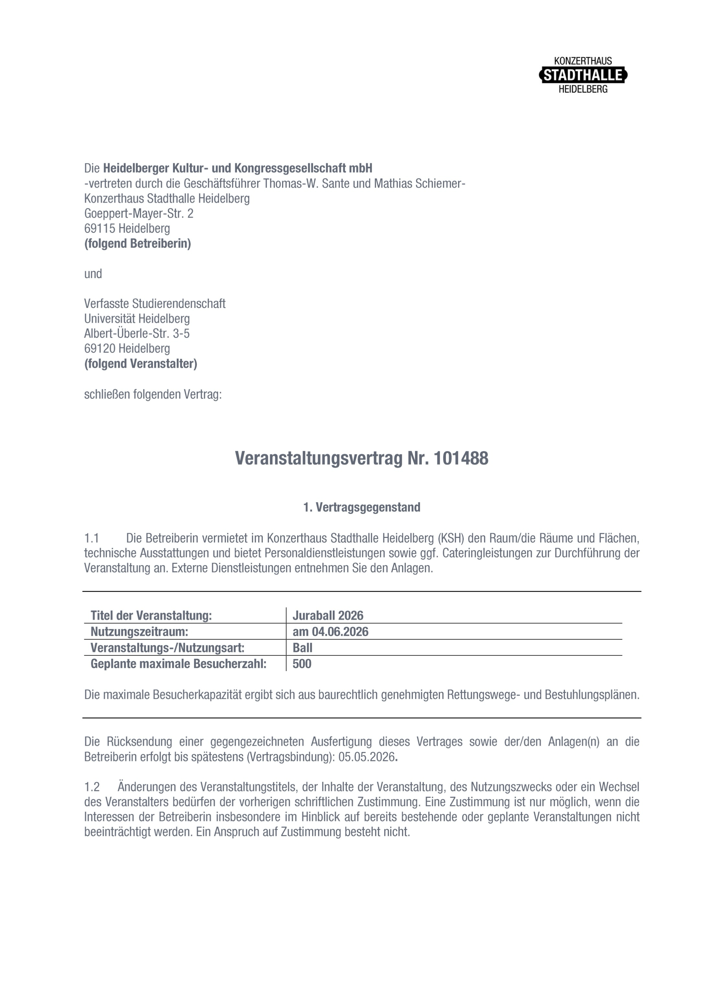 KONZERTHAUS
STADTHALLE
HEIDELBERG
Die Heidelberger Kultur- und Kongressgesellschaft mbH
-vertreten durch die Geschäftsführer Thomas-W. Sante und Mathias Schiemer-
Konzerthaus Stadthalle Heidelberg
Goeppert-Mayer-Str. 2
69115 Heidelberg
(folgend Betreiberin)
und
Verfasste Studierendenschaft
Universität Heidelberg
Albert-Überle-Str. 3-5
69120 Heidelberg
(folgend Veranstalter)
schließen folgenden Vertrag:
Veranstaltungsvertrag Nr. 101488
1. Vertragsgegenstand
1.1 Die Betreiberin vermietet im Konzerthaus Stadthalle Heidelberg (KSH) den Raum/die Räume und Flächen,
technische Ausstattungen und bietet Personaldienstleistungen sowie ggf. Cateringleistungen zur Durchführung der
Veranstaltung an. Externe Dienstleistungen entnehmen Sie den Anlagen.
Titel der Veranstaltung: Juraball 2026
Nutzungszeitraum: am 04.06.2026
Veranstaltungs-/Nutzungsart: Ball
Geplante maximale Besucherzahl: 500
Die maximale Besucherkapazität ergibt sich aus baurechtlich genehmigten Rettungswege- und Bestuhlungsplänen.
Die Rücksendung einer gegengezeichneten Ausfertigung dieses Vertrages sowie der/den Anlagen(n) an die
Betreiberin erfolgt bis spätestens (Vertragsbindung): 05.05.2026.
1.2 Änderungen des Veranstaltungstitels, der Inhalte der Veranstaltung, des Nutzungszwecks oder ein Wechsel
des Veranstalters bedürfen der vorherigen schriftlichen Zustimmung. Eine Zustimmung ist nur möglich, wenn die
Interessen der Betreiberin insbesondere im Hinblick auf bereits bestehende oder geplante Veranstaltungen nicht
beeinträchtigt werden. Ein Anspruch auf Zustimmung besteht nicht.